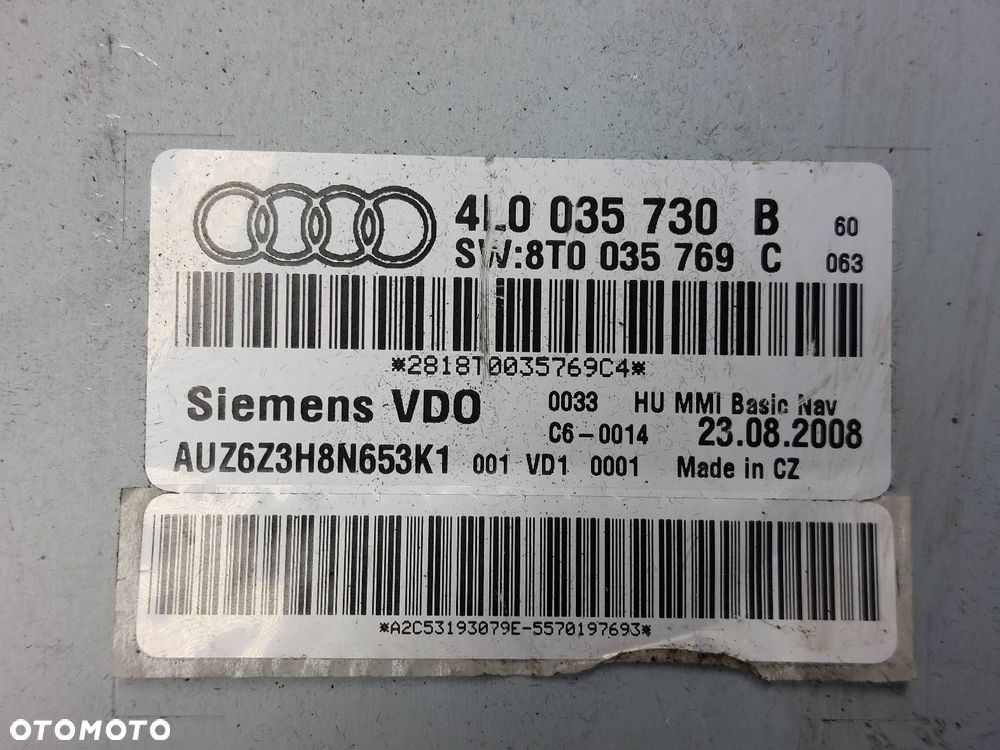 4L0 035 730 B 60
SW:8T0 035 769 C 063
*2818T0035769C4*
Siemens VDO 0033 HU MMI Basic Nav
C6-0014 23.08.2008
AUZ6Z3H8N653K1 001 VD1 0001 Made in CZ
*A2C53193079E-5570197693*
OTOMOTO